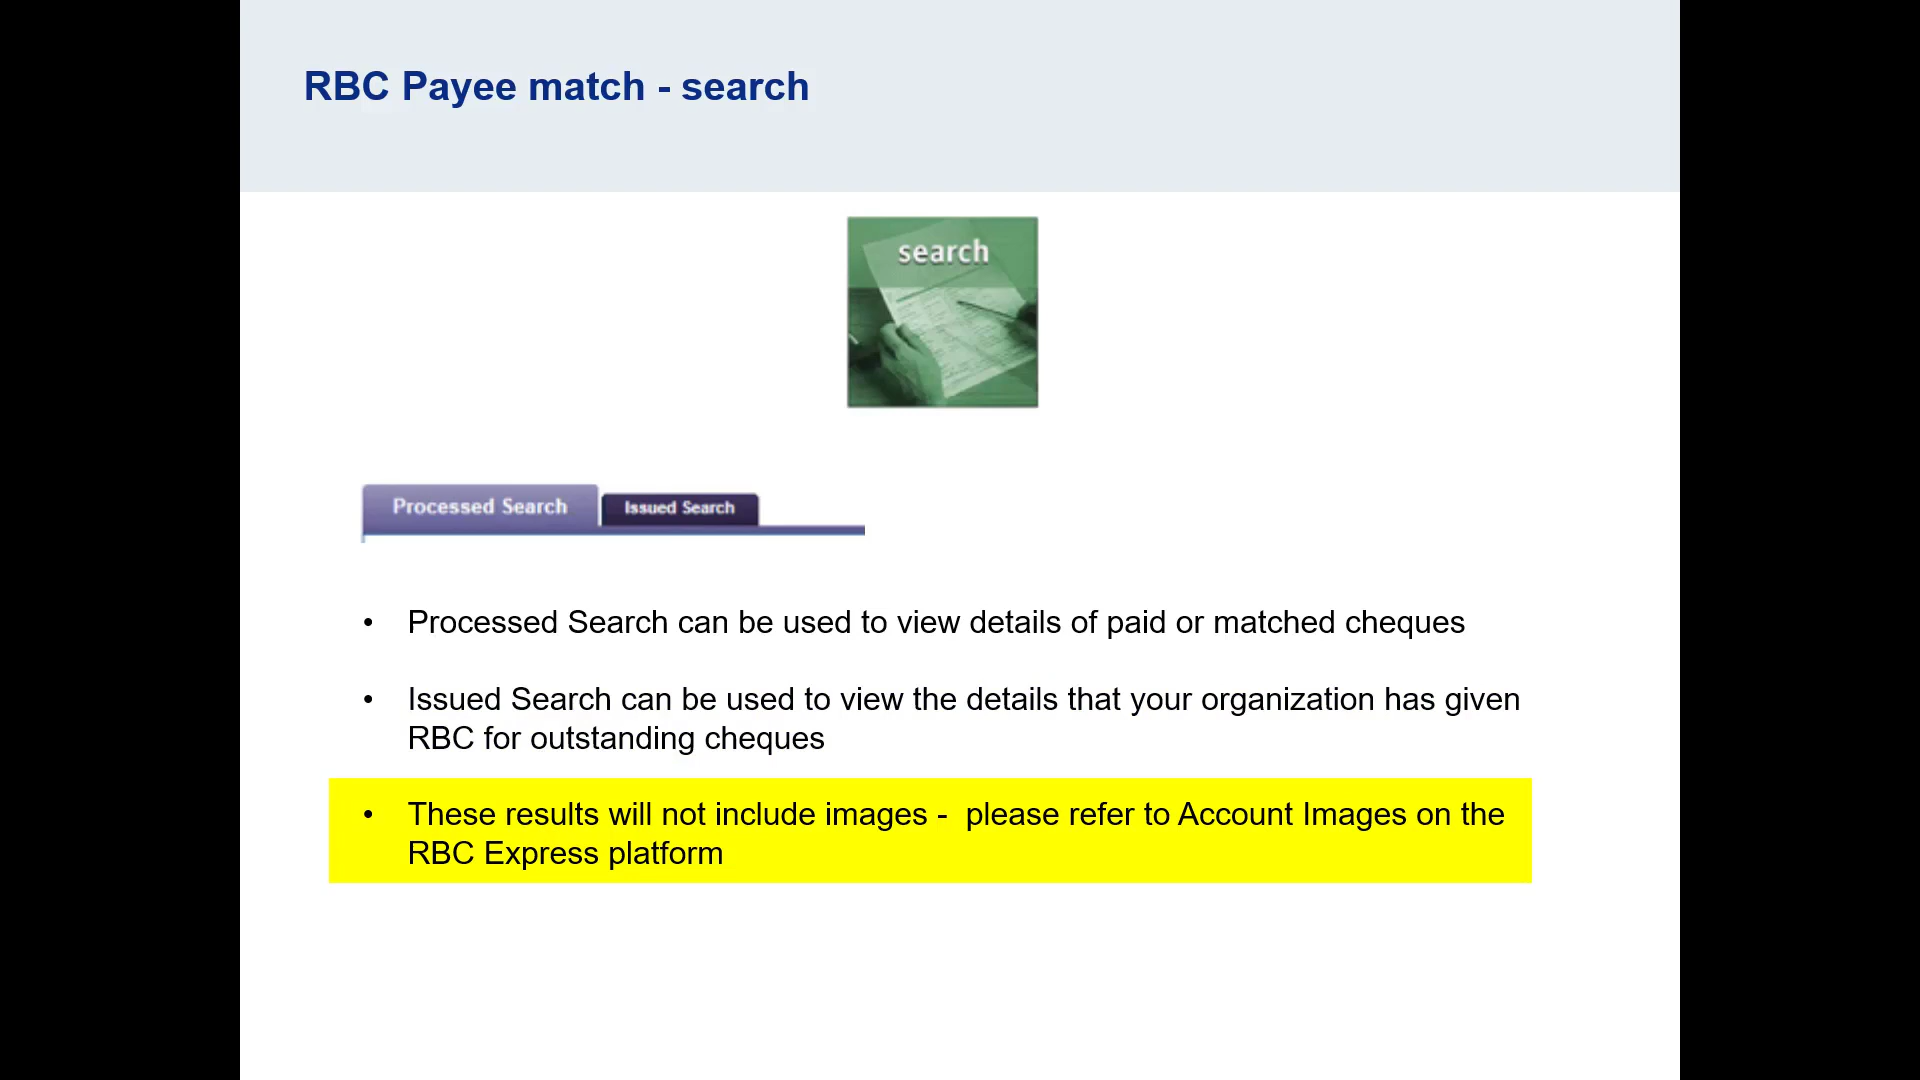 RBC Payee match - search
search
Processed Search
Issued Search
• Processed Search can be used to view details of paid or matched cheques
• Issued Search can be used to view the details that your organization has given
RBC for outstanding cheques
• These results will not include images -  please refer to Account Images on the
RBC Express platform